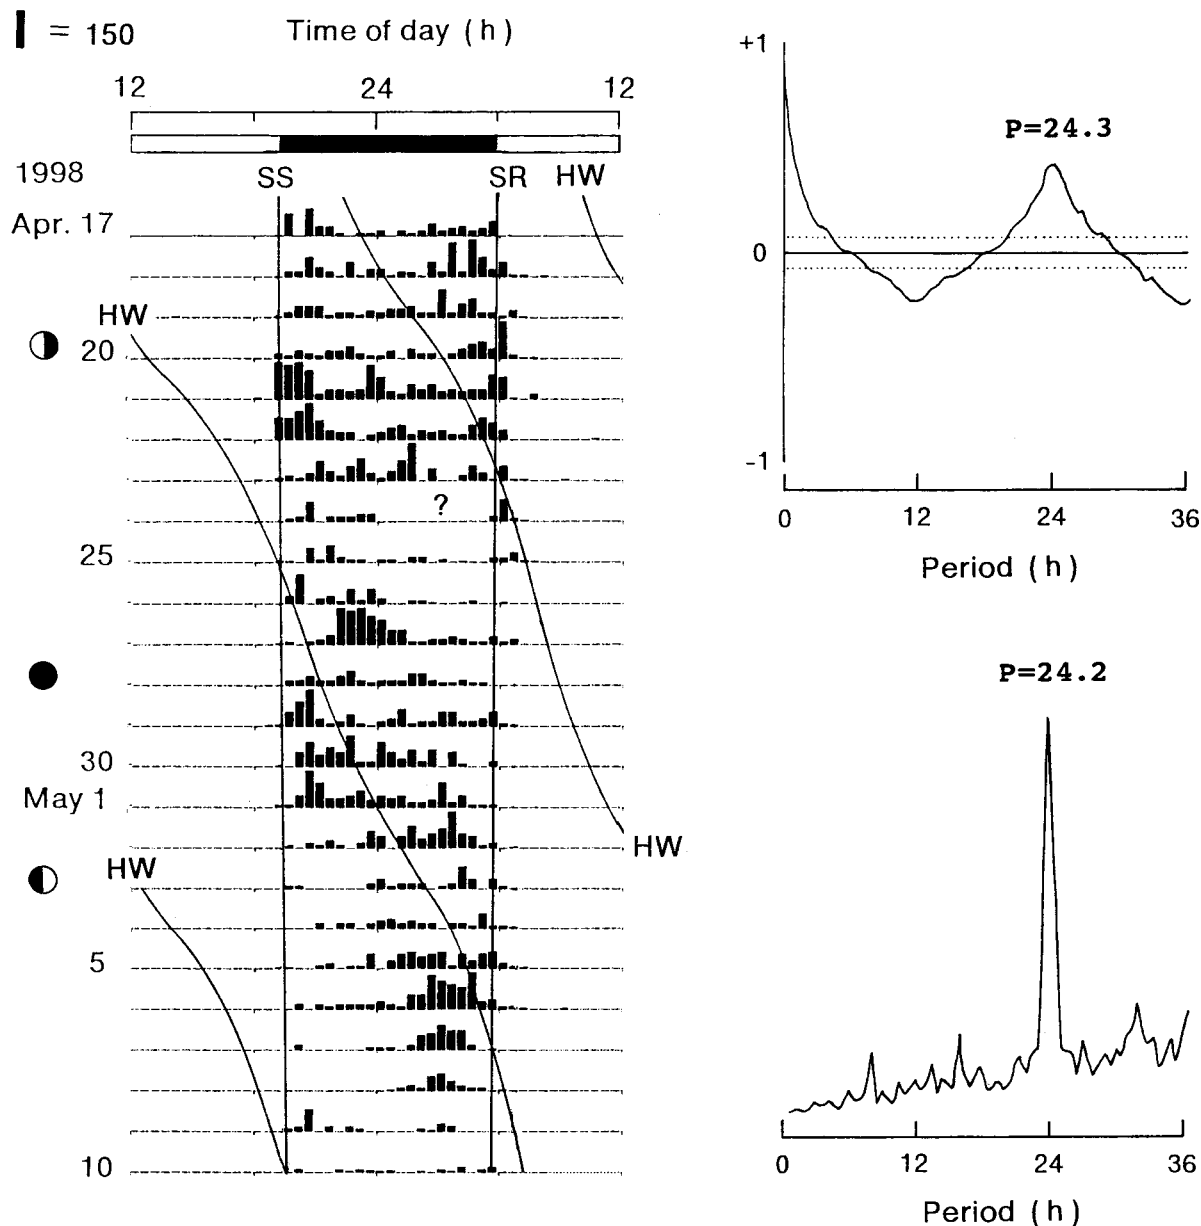 = 150
Time of day (h)
12 24 12
1998
SS SR HW
Apr. 17
HW
20
?
25
30
May 1
HW
HW
5
10
+1
P=24.3
0
-1
0 12 24 36
Period (h)
P=24.2
0 12 24 36
Period (h)